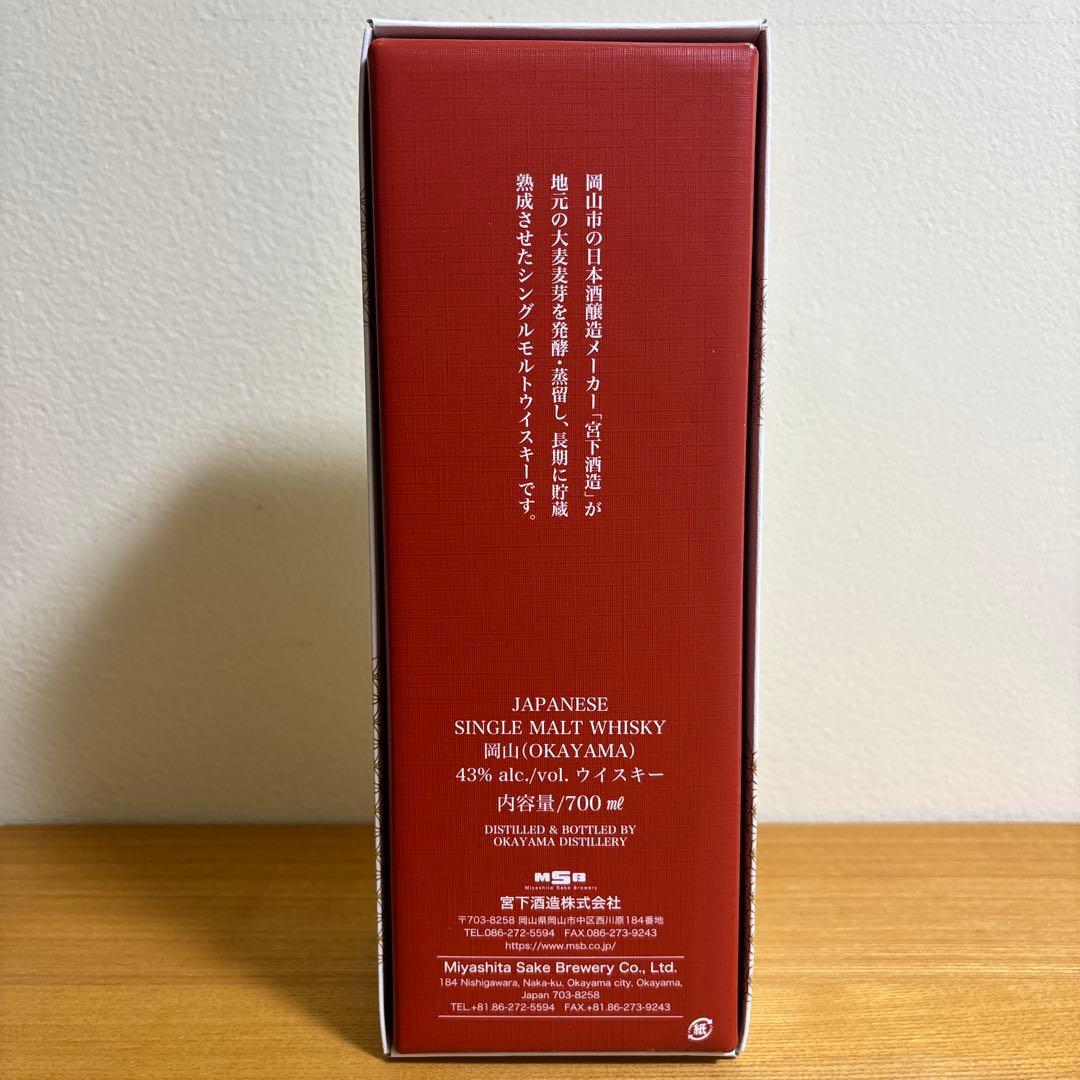 岡山市の日本酒醸造メーカー「宮下酒造」が
地元の大麦麦芽を発酵・蒸留し、長期に貯蔵
熟成させたシングルモルトウイスキーです。
JAPANESE
SINGLE MALT WHISKY
岡山(OKAYAMA)
43% alc./vol. ウイスキー
内容量/700㎖
DISTILLED & BOTTLED BY
OKAYAMA DISTILLERY
MSB
Miyashita Sake Brewery
宮下酒造株式会社
〒703-8258 岡山県岡山市中区西川原184番地
TEL.086-272-5594 FAX.086-273-9243
https://www.msb.co.jp/
Miyashita Sake Brewery Co., Ltd.
184 Nishigawara, Naka-ku, Okayama city, Okayama,
Japan 703-8258
TEL.+81.86-272-5594 FAX.+81.86-273-9243
紙